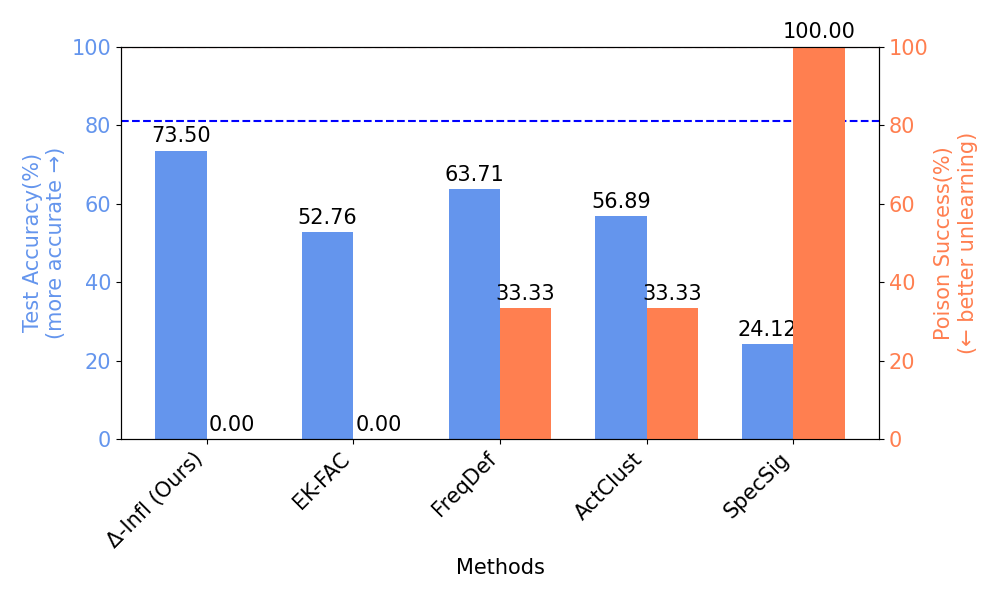 100.00
100
100
80
80
73.50
63.71
60
60
56.89
52.76
40
40
33.33
33.33
24.12
20
20
0.00
0.00
0
0
Test Accuracy(%)
(more accurate →)
Poison Success(%)
(← better unlearning)
Δ-Infl (Ours)
EK-FAC
FreqDef
ActClust
SpecSig
Methods